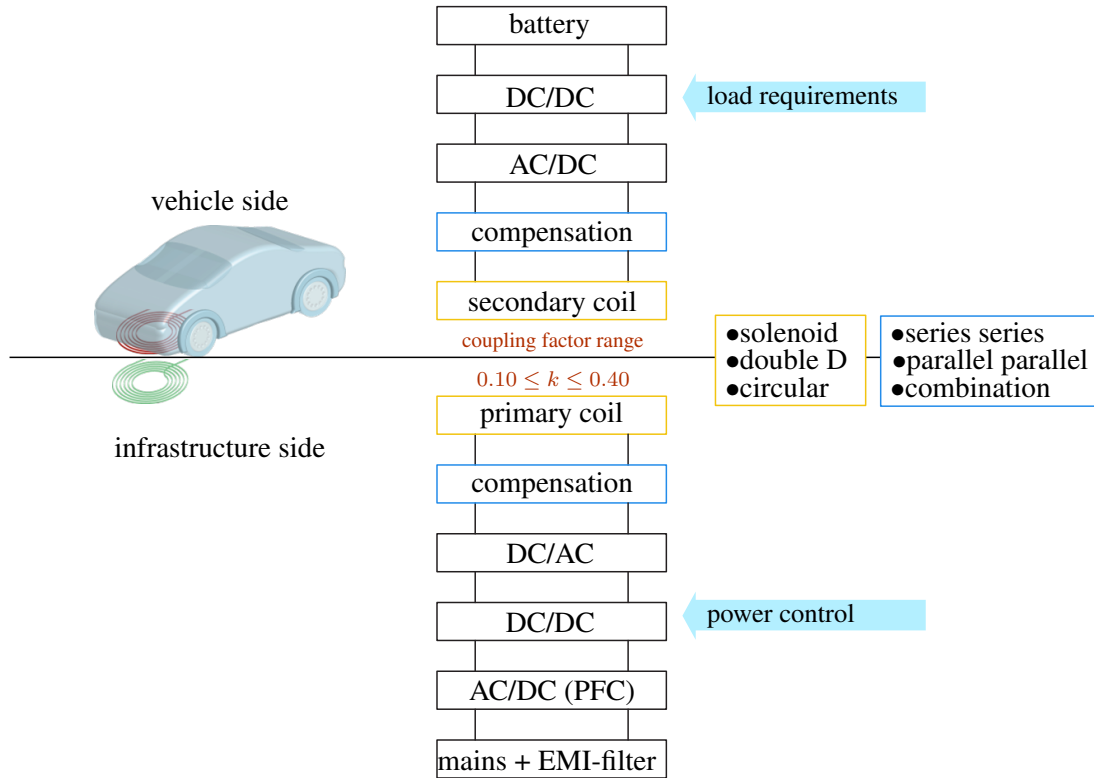 battery
DC/DC
load requirements
AC/DC
vehicle side
compensation
secondary coil
coupling factor range
0.10 ≤ k ≤ 0.40
●solenoid
●double D
●circular
●series series
●parallel parallel
●combination
primary coil
infrastructure side
compensation
DC/AC
DC/DC
power control
AC/DC (PFC)
mains + EMI-filter